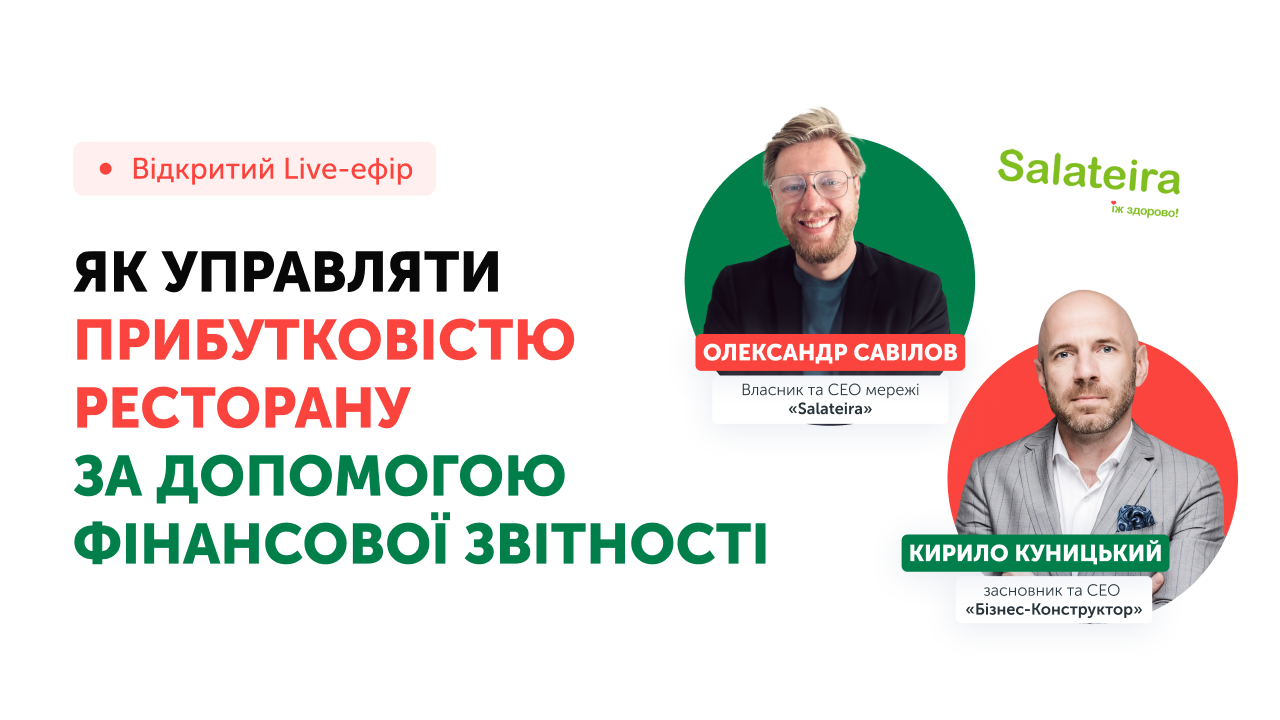 Відкритий Live-ефір
ЯК УПРАВЛЯТИ
ПРИБУТКОВІСТЮ
РЕСТОРАНУ
ЗА ДОПОМОГОЮ
ФІНАНСОВОЇ ЗВІТНОСТІ
Salateira
їж здорово!
ОЛЕКСАНДР САВІЛОВ
Власник та CEO мережі
«Salateira»
КИРИЛО КУНИЦЬКИЙ
засновник та CEO
«Бізнес-Конструктор»